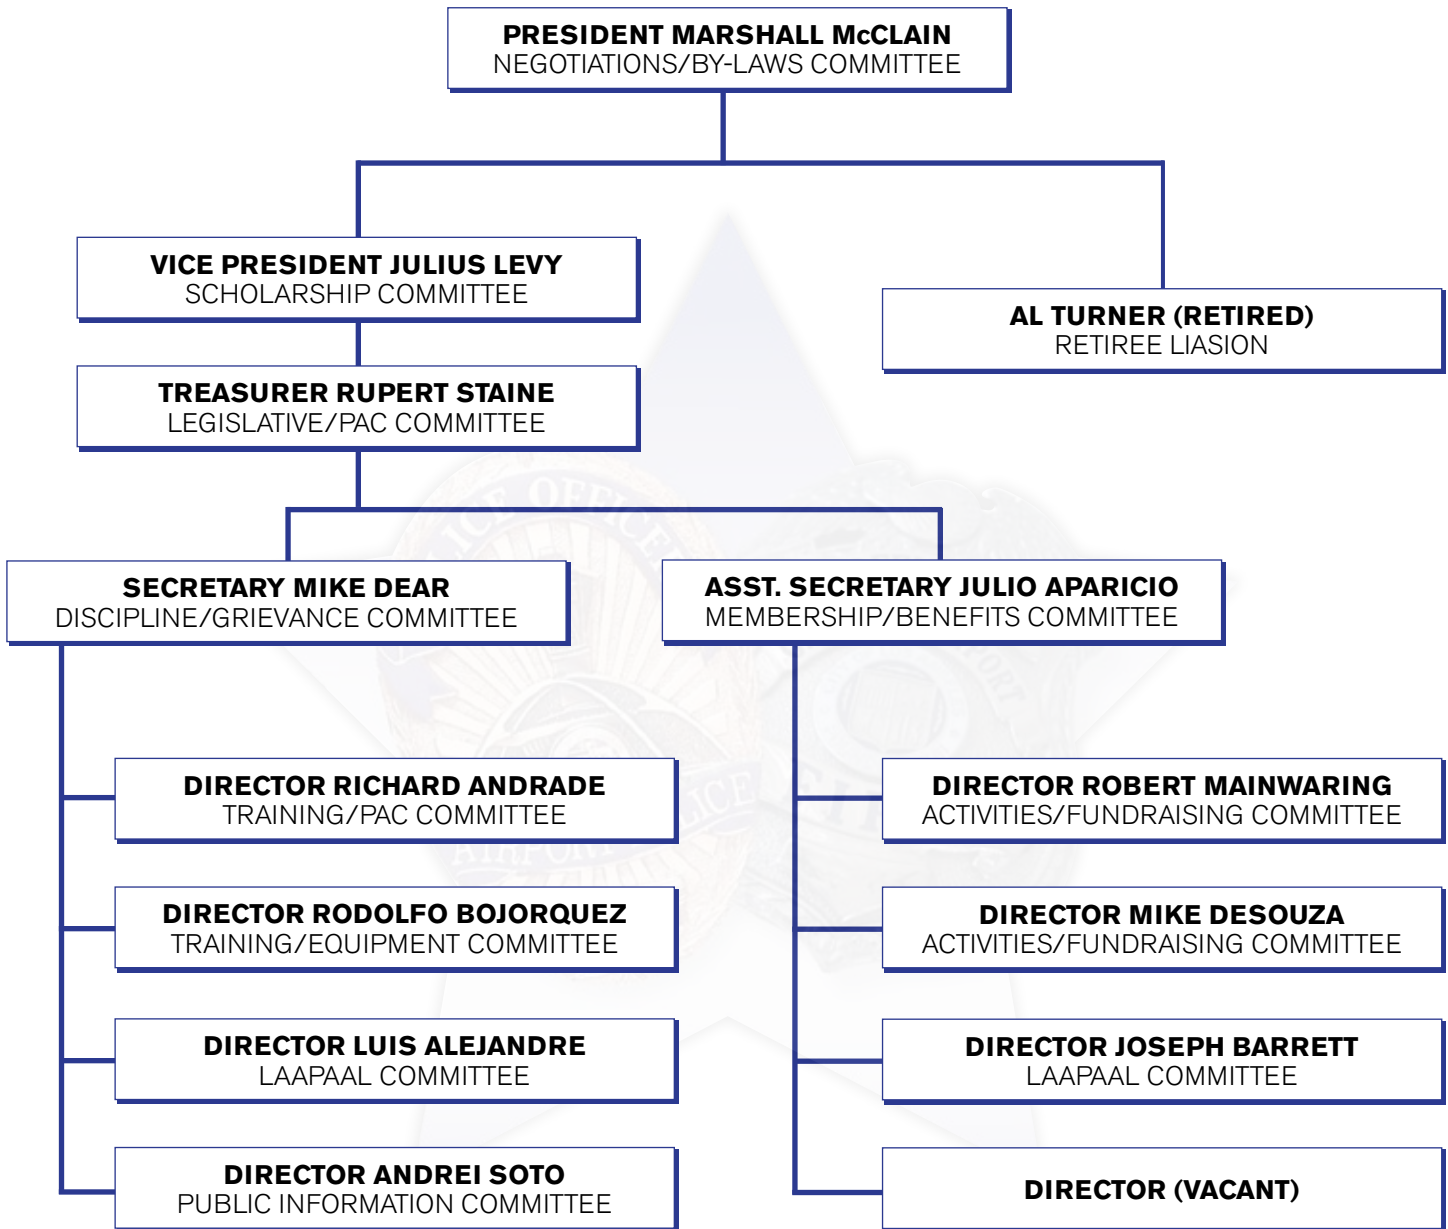 PRESIDENT MARSHALL McCLAIN
NEGOTIATIONS/BY-LAWS COMMITTEE
VICE PRESIDENT JULIUS LEVY
SCHOLARSHIP COMMITTEE
AL TURNER (RETIRED)
RETIREE LIASION
TREASURER RUPERT STAINE
LEGISLATIVE/PAC COMMITTEE
SECRETARY MIKE DEAR
DISCIPLINE/GRIEVANCE COMMITTEE
ASST. SECRETARY JULIO APARICIO
MEMBERSHIP/BENEFITS COMMITTEE
DIRECTOR RICHARD ANDRADE
TRAINING/PAC COMMITTEE
DIRECTOR ROBERT MAINWARING
ACTIVITIES/FUNDRAISING COMMITTEE
DIRECTOR RODOLFO BOJORQUEZ
TRAINING/EQUIPMENT COMMITTEE
DIRECTOR MIKE DESOUZA
ACTIVITIES/FUNDRAISING COMMITTEE
DIRECTOR LUIS ALEJANDRE
LAAPAAL COMMITTEE
DIRECTOR JOSEPH BARRETT
LAAPAAL COMMITTEE
DIRECTOR ANDREI SOTO
PUBLIC INFORMATION COMMITTEE
DIRECTOR (VACANT)